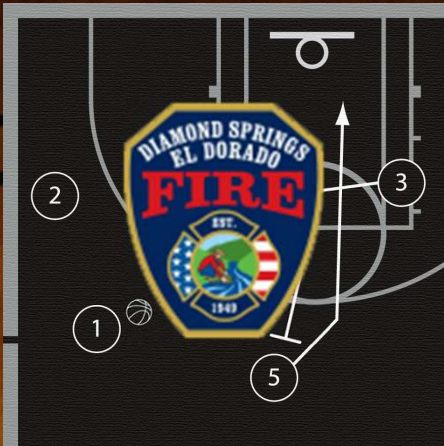 DIAMOND SPRINGS
EL DORADO
FIRE
EST.
1949
3
2
1
5